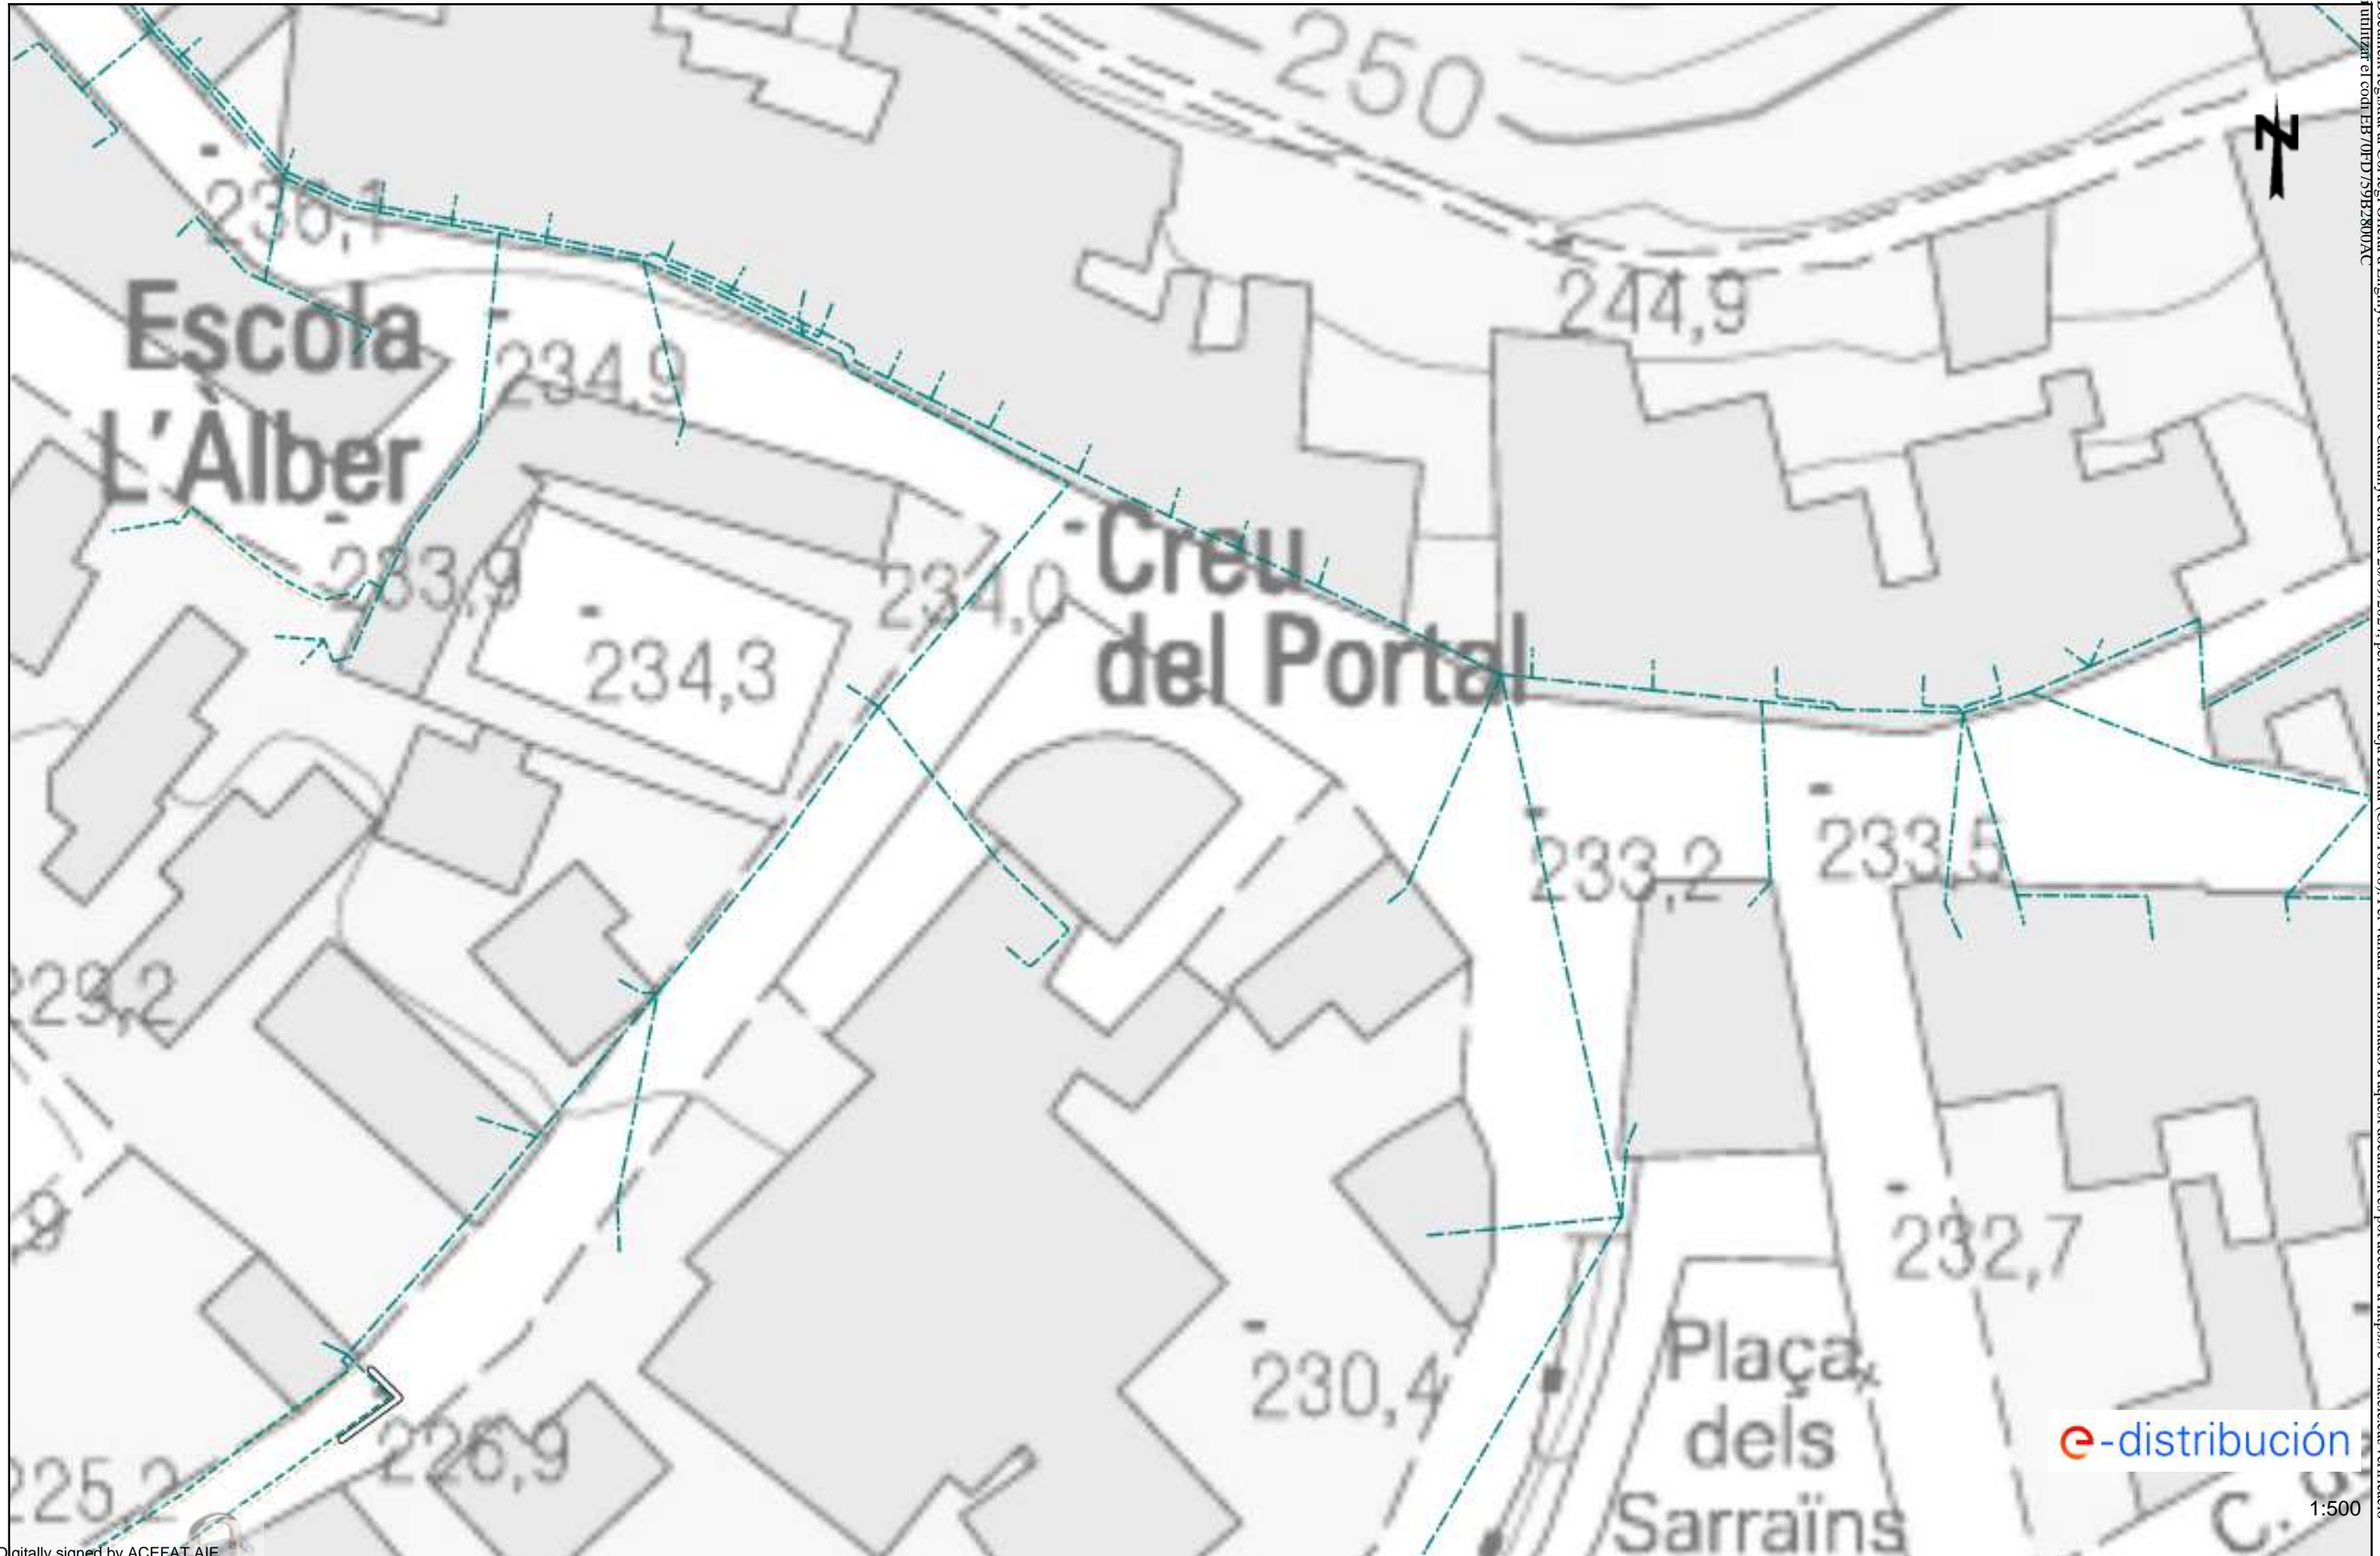 250
N
236,1
244,9
Escola
L'Àlber
234,9
233,9
234,0
Creu
del Portal
234,3
233,2
233,5
229,2
9
232,7
230,4
Plaça
dels
Sarraïns
226,9
225,2
e-distribución
1:500
C.
Digitally signed by ACEFAT AIE